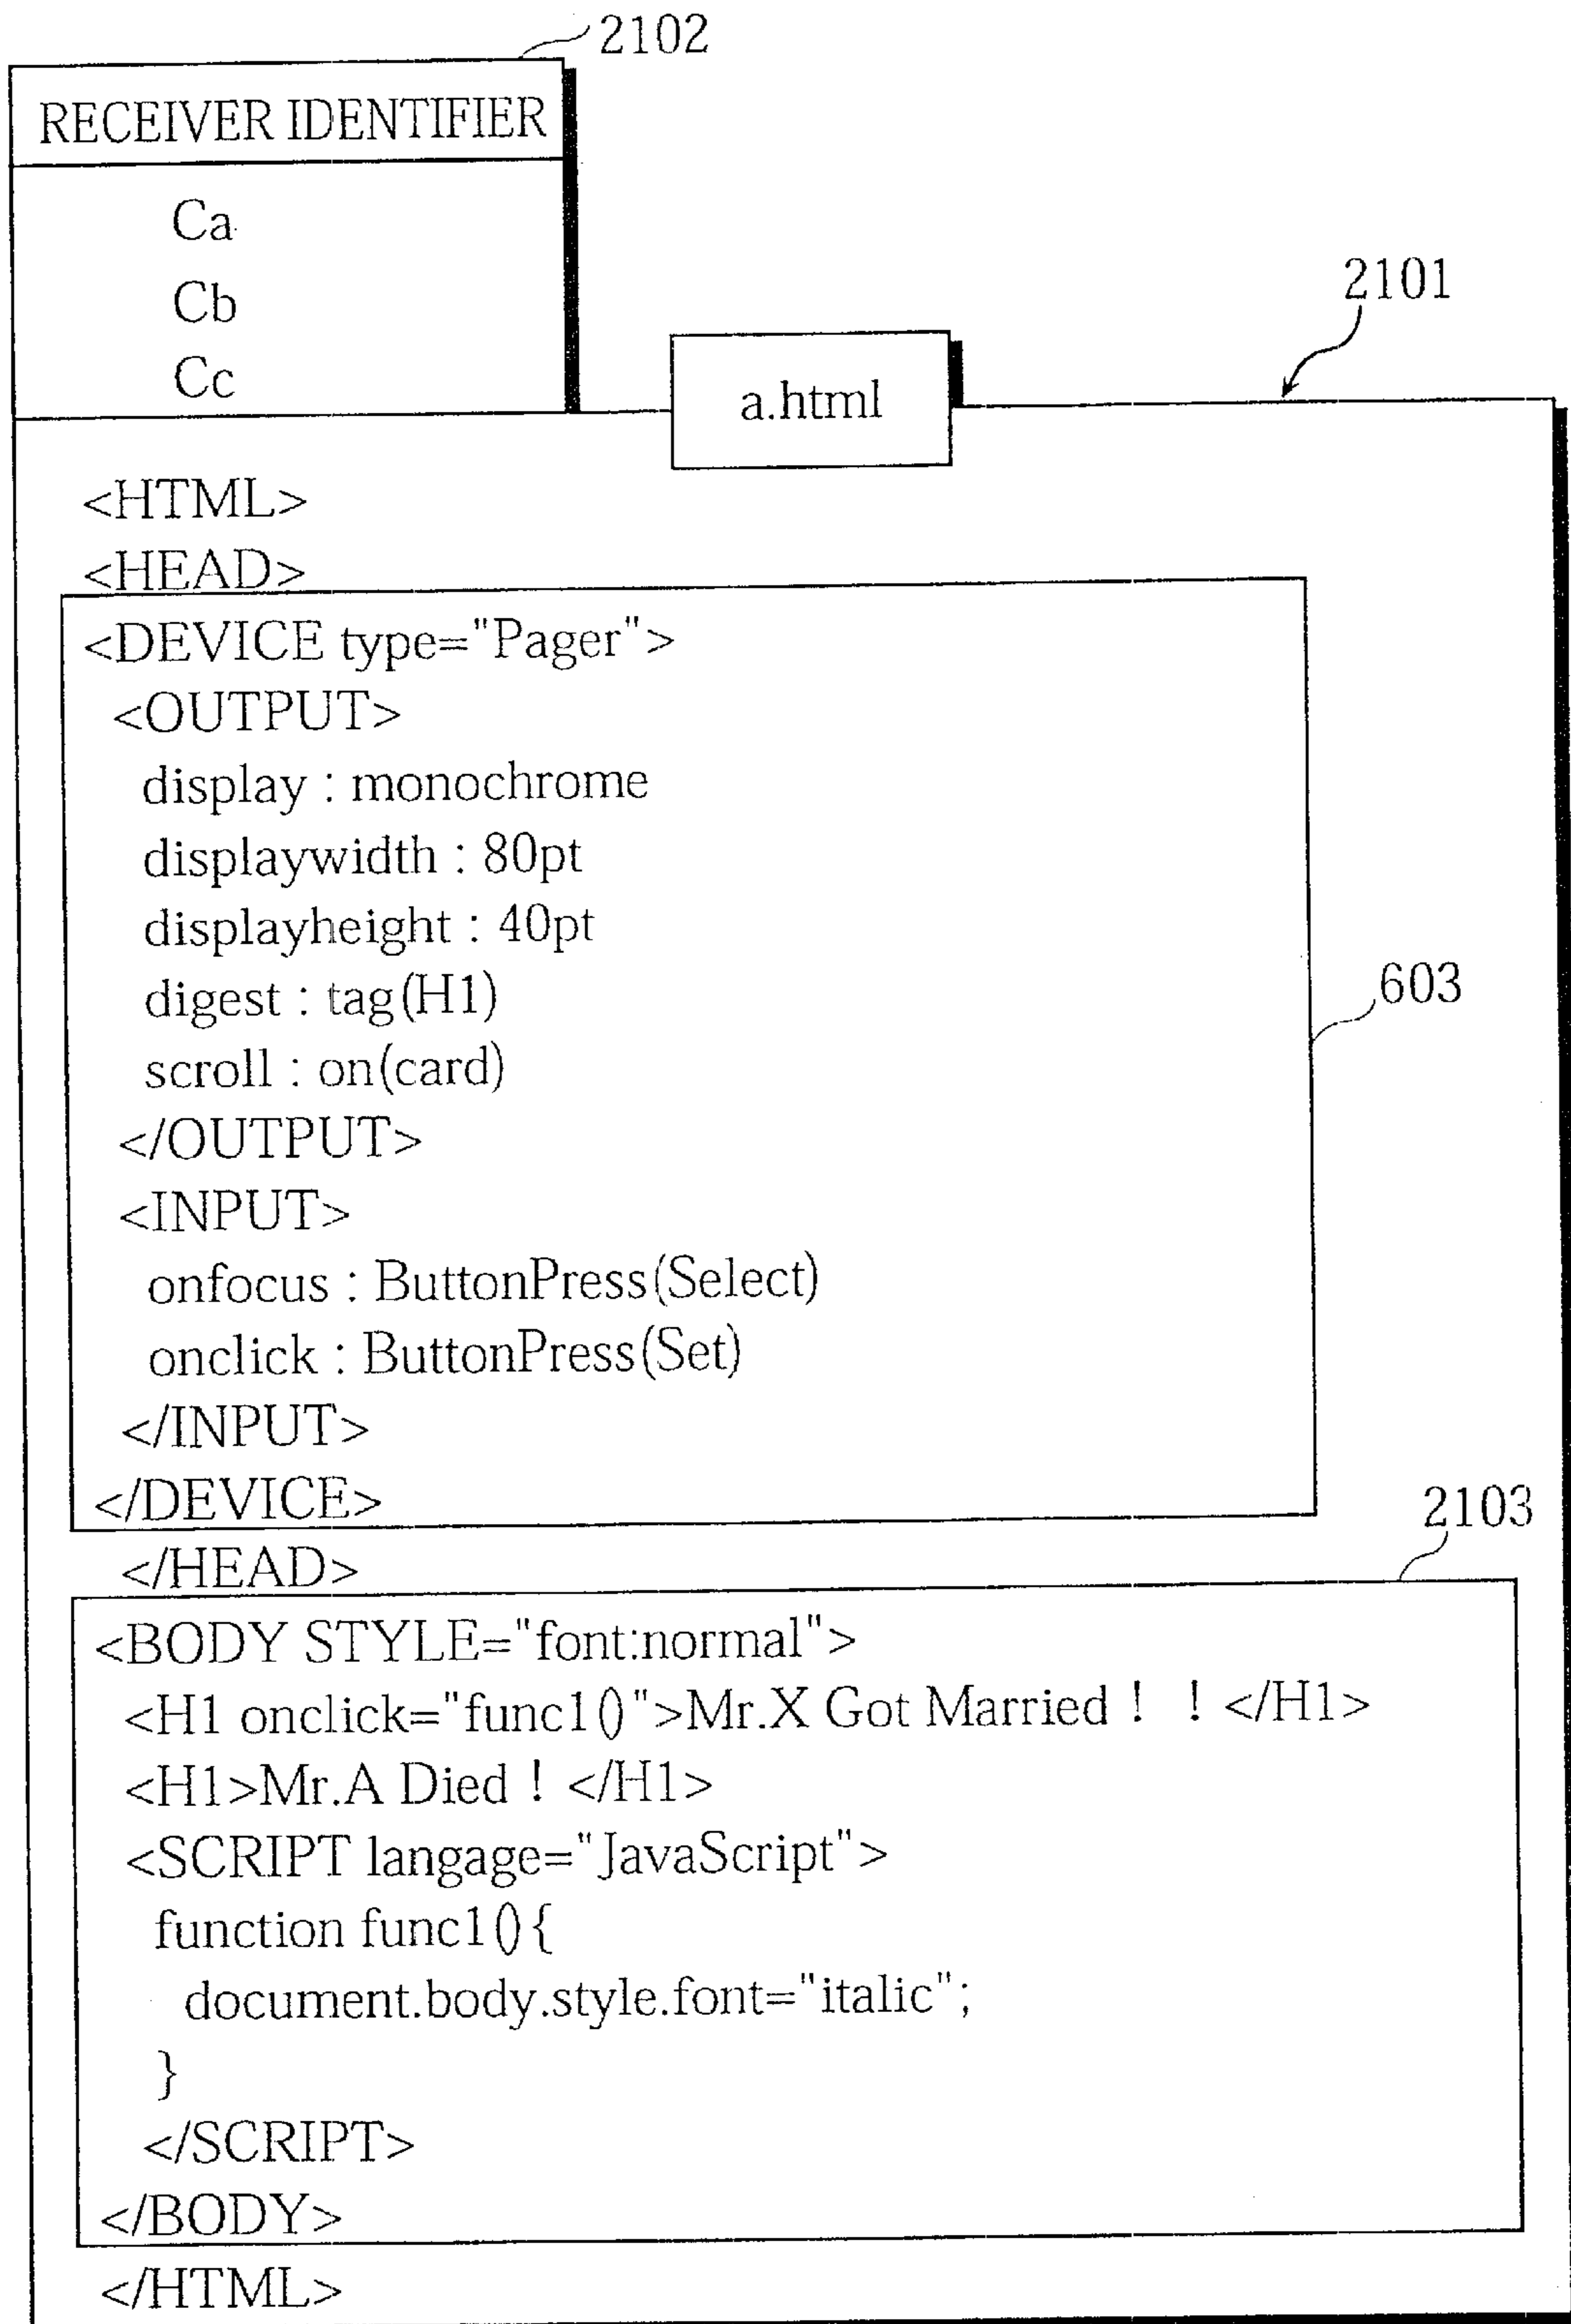 2102
RECEIVER IDENTIFIER
Ca
Cb
Cc
2101
a.html
<HTML>
<HEAD>
<DEVICE type="Pager">
<OUTPUT>
display : monochrome
displaywidth : 80pt
displayheight : 40pt
digest : tag(H1)
scroll : on(card)
</OUTPUT>
<INPUT>
onfocus : ButtonPress(Select)
onclick : ButtonPress(Set)
</INPUT>
</DEVICE>
603
</HEAD>
2103
<BODY STYLE="font:normal">
<H1 onclick="func1()">Mr.X Got Married ! ! </H1>
<H1>Mr.A Died ! </H1>
<SCRIPT langage="JavaScript">
function func1(){
document.body.style.font="italic";
}
</SCRIPT>
</BODY>
</HTML>